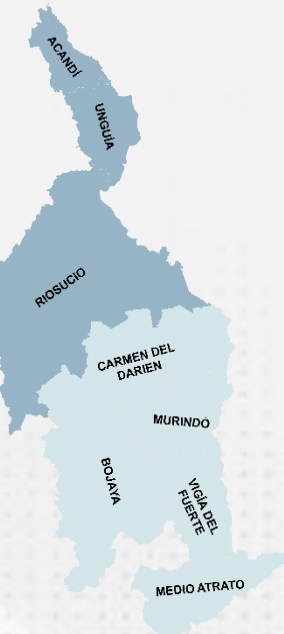 ACANDÍ
UNGUÍA
RIOSUCIO
CARMEN DEL
DARIEN
MURINDÓ
BOJAYA
VIGÍA DEL
FUERTE
MEDIO ATRATO